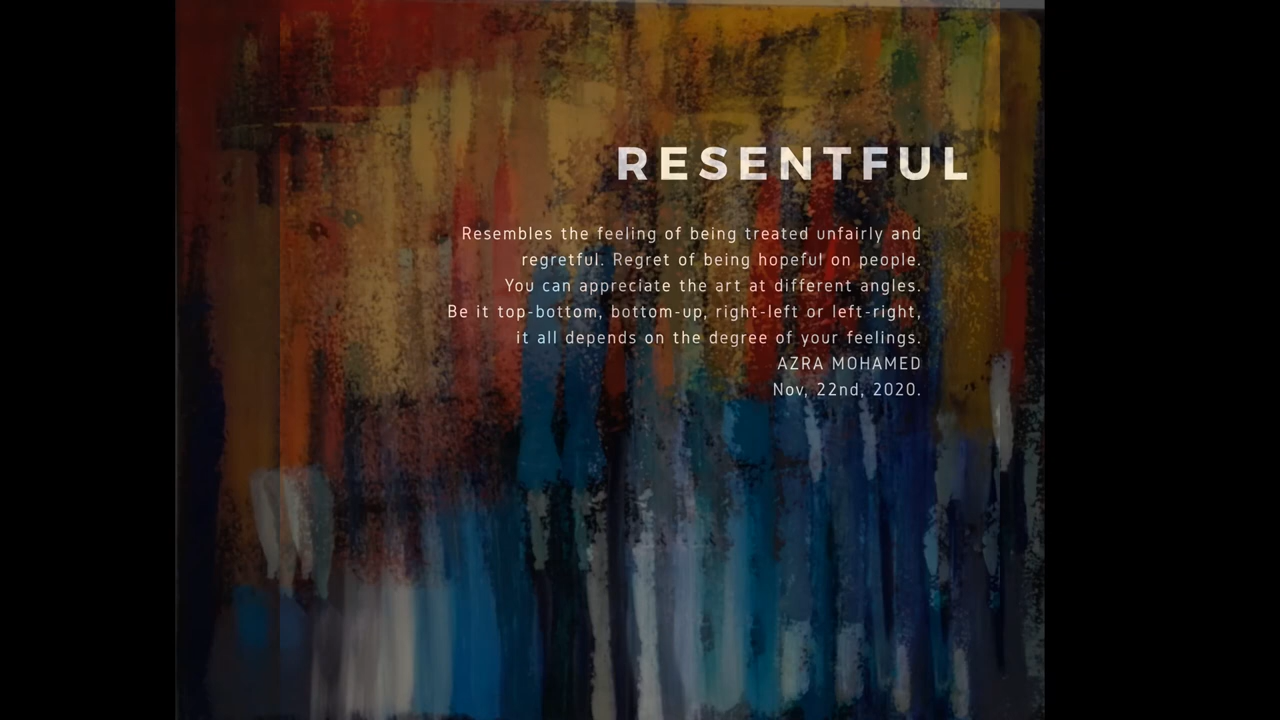 RESENTFUL
Resembles the feeling of being treated unfairly and
regretful. Regret of being hopeful on people.
You can appreciate the art at different angles.
Be it top-bottom, bottom-up, right-left or left-right,
it all depends on the degree of your feelings.
AZRA MOHAMED
Nov, 22nd, 2020.